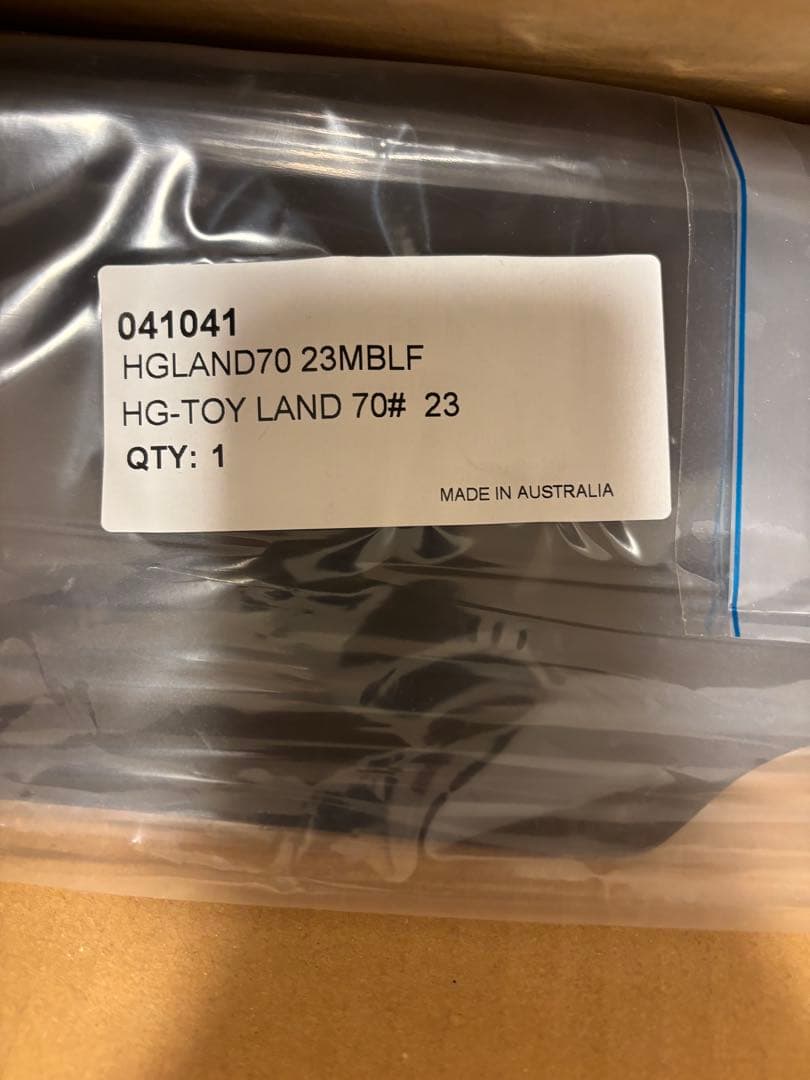 041041
HGLAND70 23MBLF
HG-TOY LAND 70# 23
QTY: 1
MADE IN AUSTRALIA